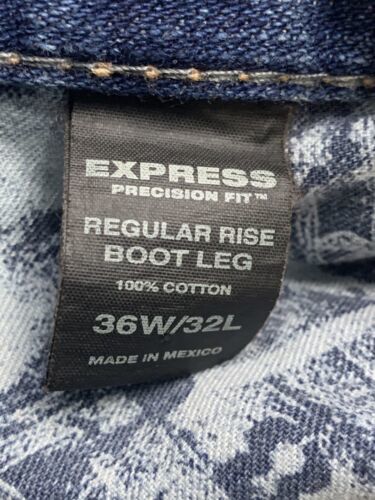 EXPRESS
PRECISION FIT™
REGULAR RISE
BOOT LEG
100% COTTON
36W/32L
MADE IN MEXICO